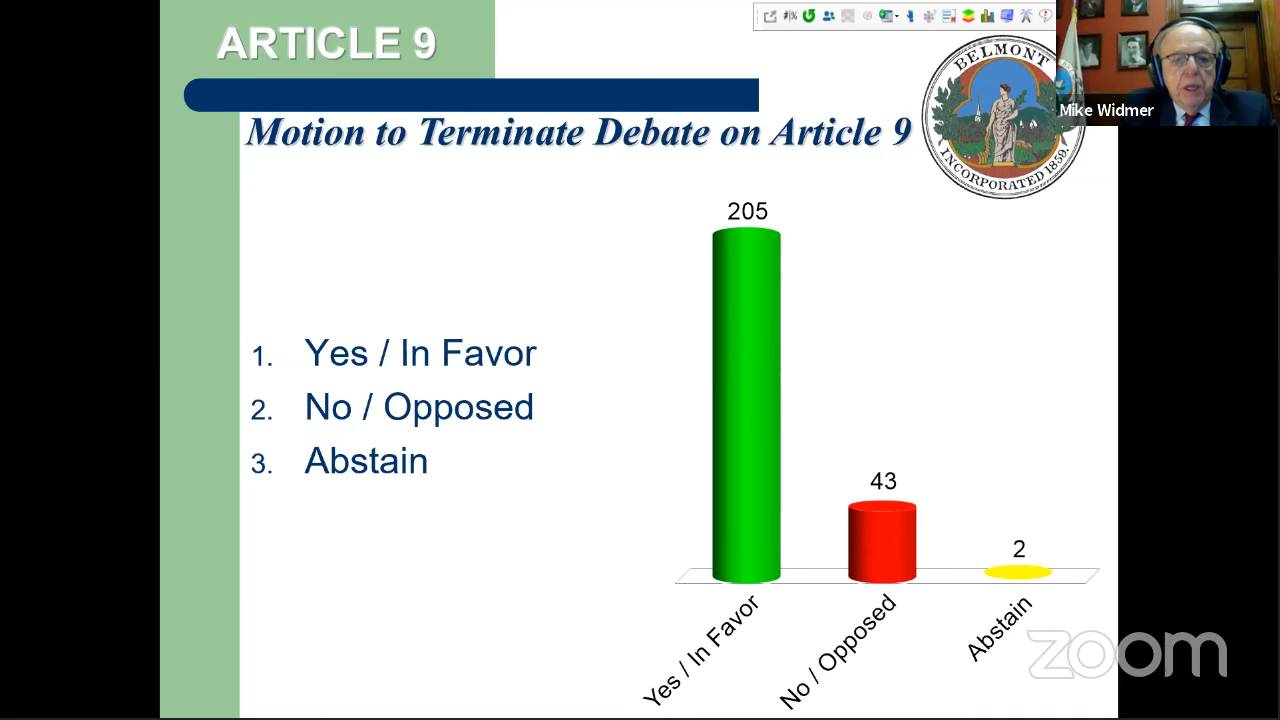 ARTICLE 9
Motion to Terminate Debate on Article 9
BELMONT
INCORPORATED 1859.
Mike Widmer
1. Yes / In Favor
2. No / Opposed
3. Abstain
205
43
2
Yes / In Favor
No / Opposed
Abstain
zoom